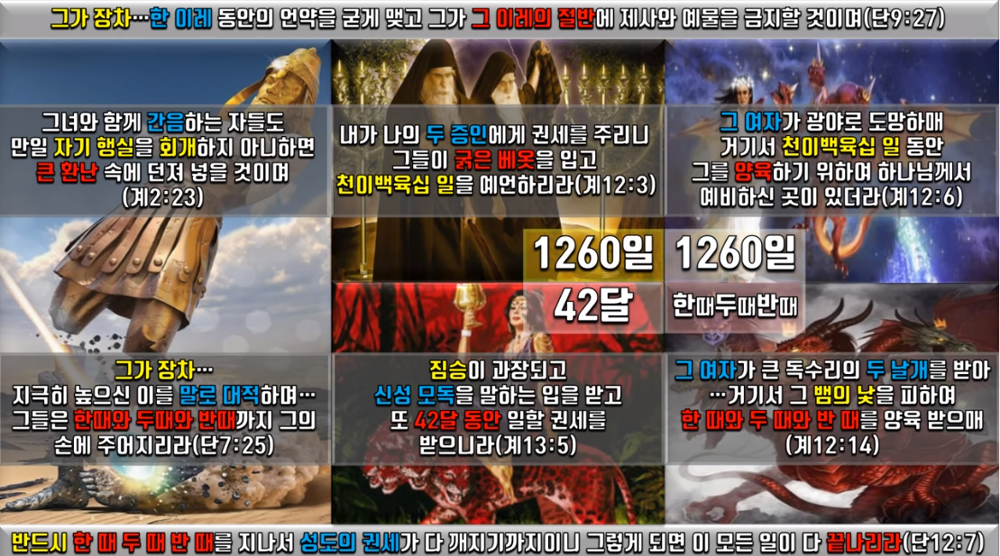 그가 장차…한 이레 동안의 언약을 굳게 맺고 그가 그 이레의 절반에 제사와 예물을 금지할 것이며(단9:27)
그녀와 함께 간음하는 자들도
만일 자기 행실을 회개하지 아니하면
큰 환난 속에 던져 넣을 것이며
(계2:23)
내가 나의 두 증인에게 권세를 주리니
그들이 굵은 베옷을 입고
천이백육십 일을 예언하리라(계12:3)
그 여자가 광야로 도망하매
거기서 천이백육십 일 동안
그를 양육하기 위하여 하나님께서
예비하신 곳이 있더라(계12:6)
1260일
1260일
42달
한때두때반때
그가 장차…
지극히 높으신 이를 말로 대적하며…
그들은 한때와 두때와 반때까지 그의
손에 주어지리라(단7:25)
짐승이 과장되고
신성 모독을 말하는 입을 받고
또 42달 동안 일할 권세를
받으니라(계13:5)
그 여자가 큰 독수리의 두 날개를 받아
…거기서 그 뱀의 낯을 피하여
한 때와 두 때와 반 때를 양육 받으매
(계12:14)
반드시 한 때 두 때 반 때를 지나서 성도의 권세가 다 깨지기까지이니 그렇게 되면 이 모든 일이 다 끝나리라(단12:7)